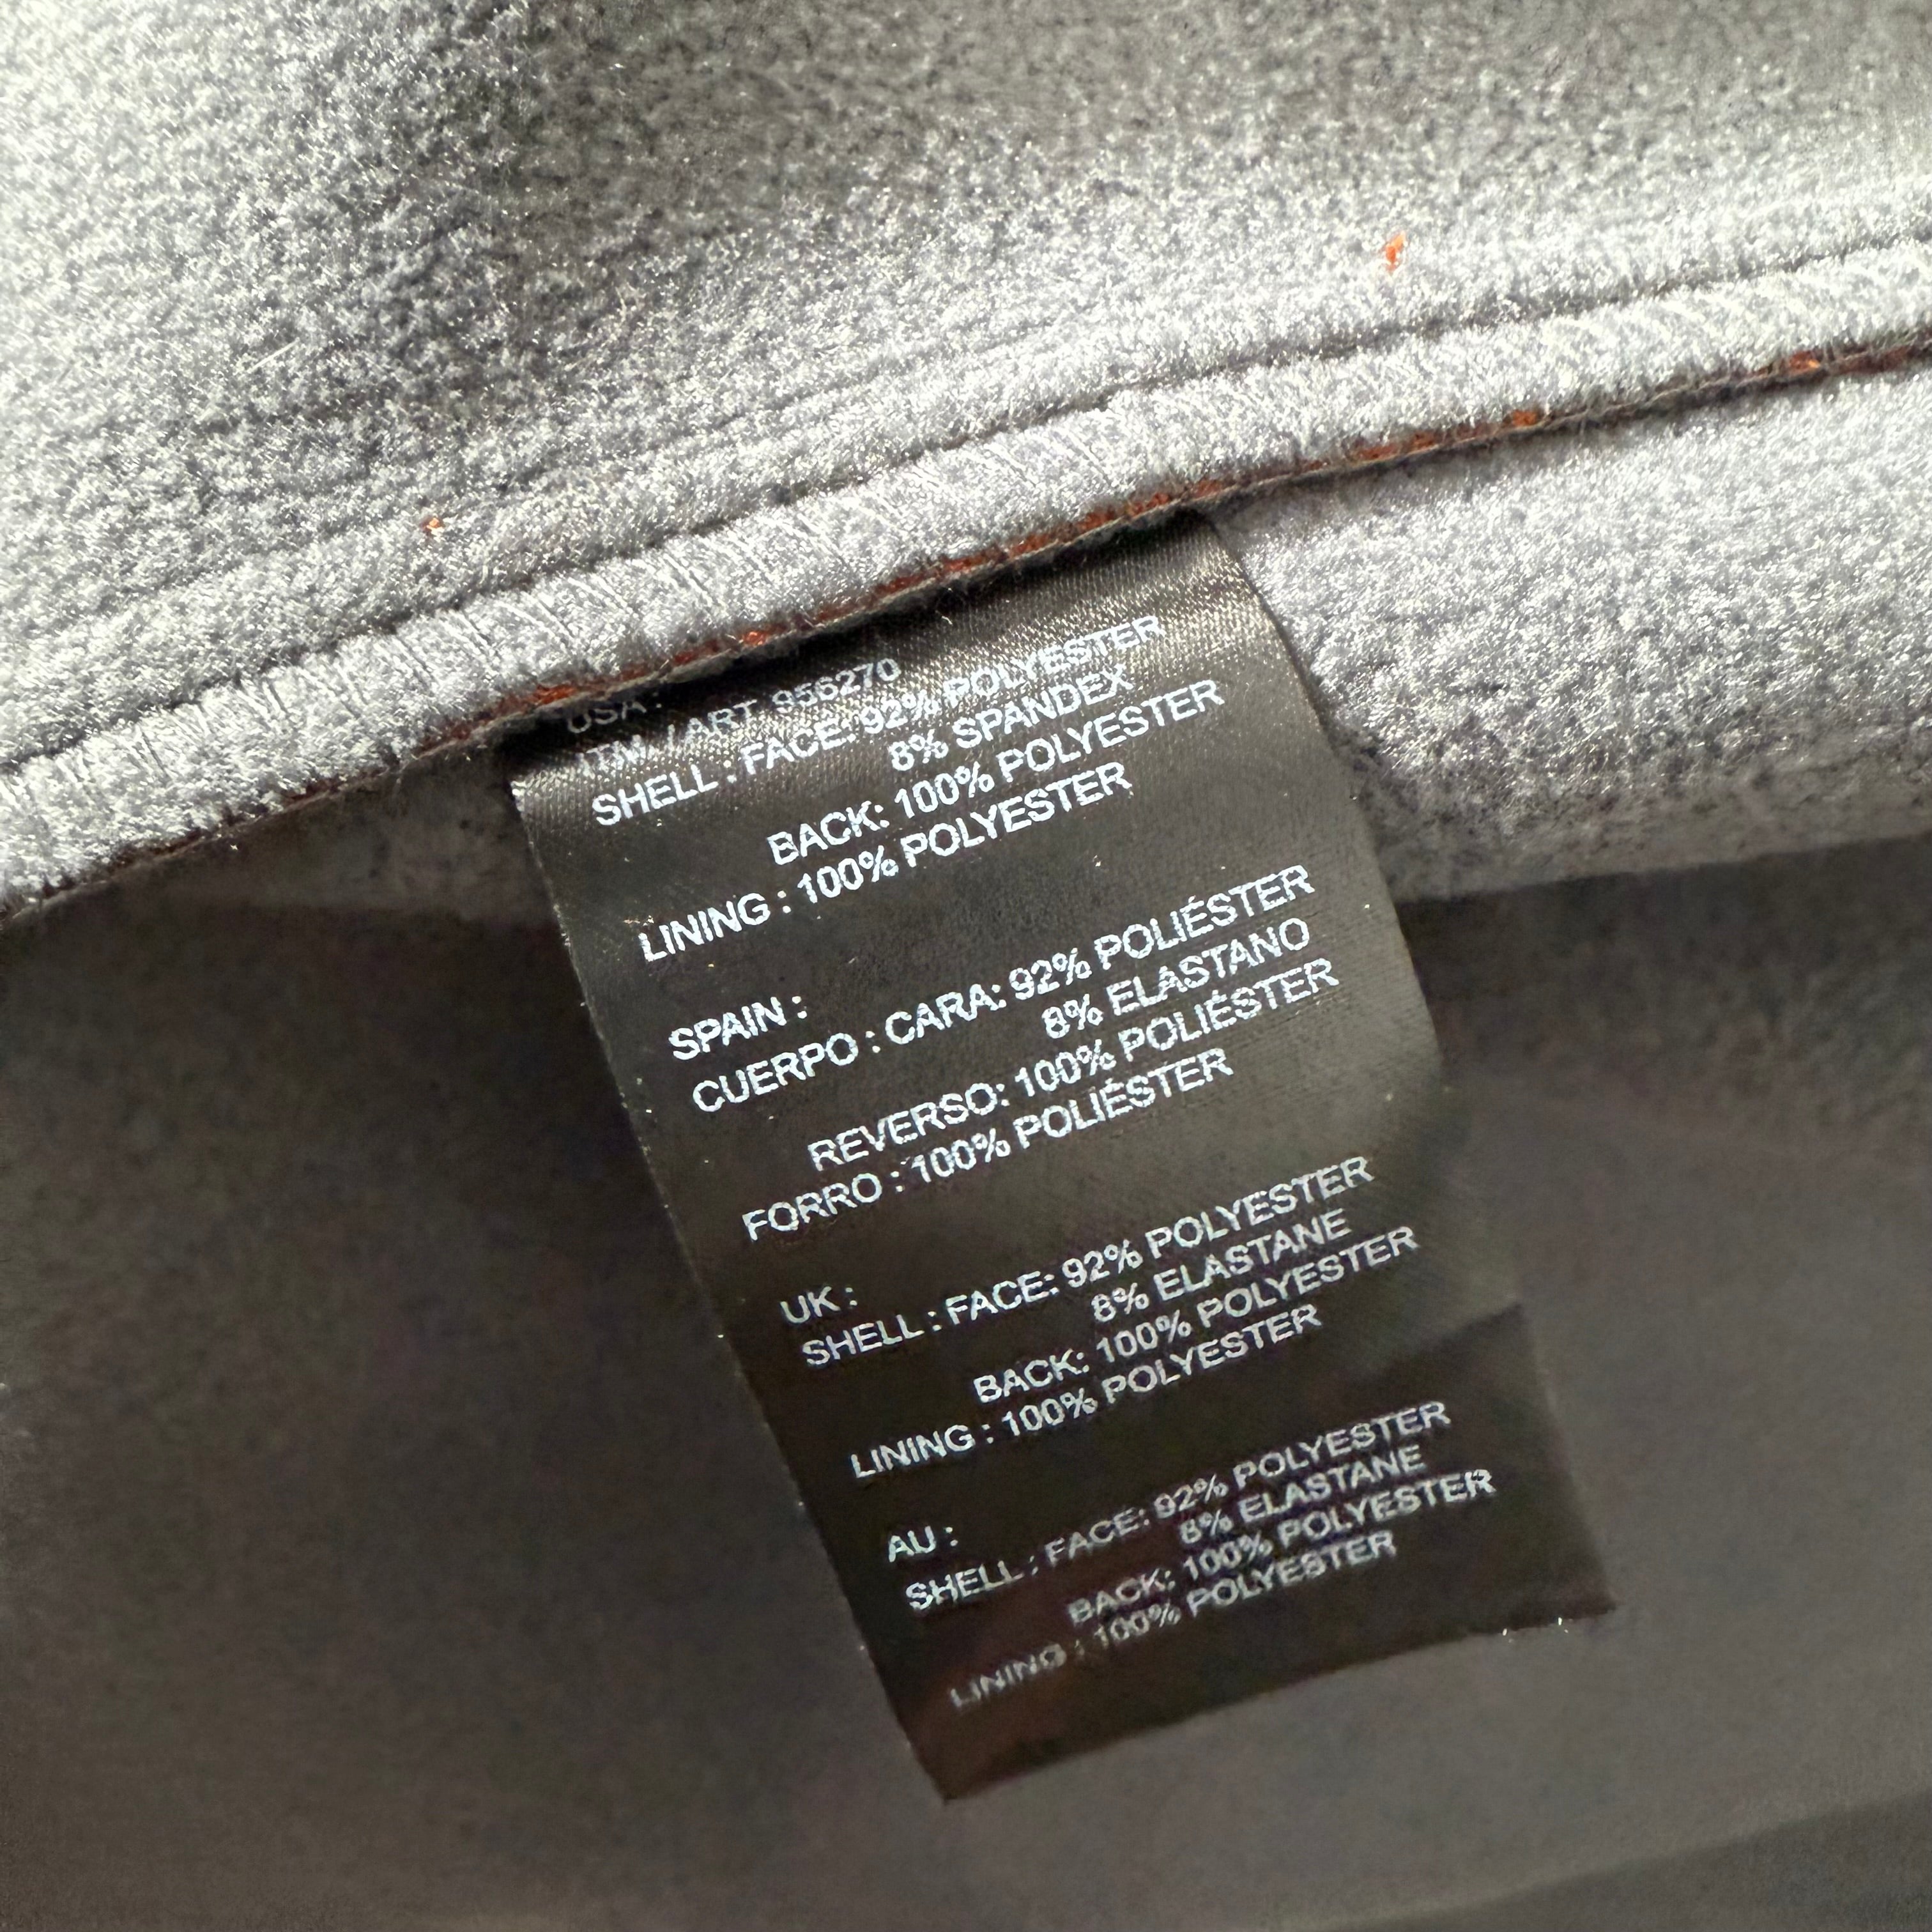 USA :
ITM. / ART. 956270
SHELL : FACE: 92% POLYESTER
8% SPANDEX
BACK: 100% POLYESTER
LINING : 100% POLYESTER
SPAIN :
CUERPO : CARA: 92% POLIÉSTER
8% ELASTANO
REVERSO: 100% POLIÉSTER
FORRO : 100% POLIÉSTER
UK :
SHELL : FACE: 92% POLYESTER
8% ELASTANE
BACK: 100% POLYESTER
LINING : 100% POLYESTER
AU :
SHELL : FACE: 92% POLYESTER
8% ELASTANE
BACK: 100% POLYESTER
LINING : 100% POLYESTER